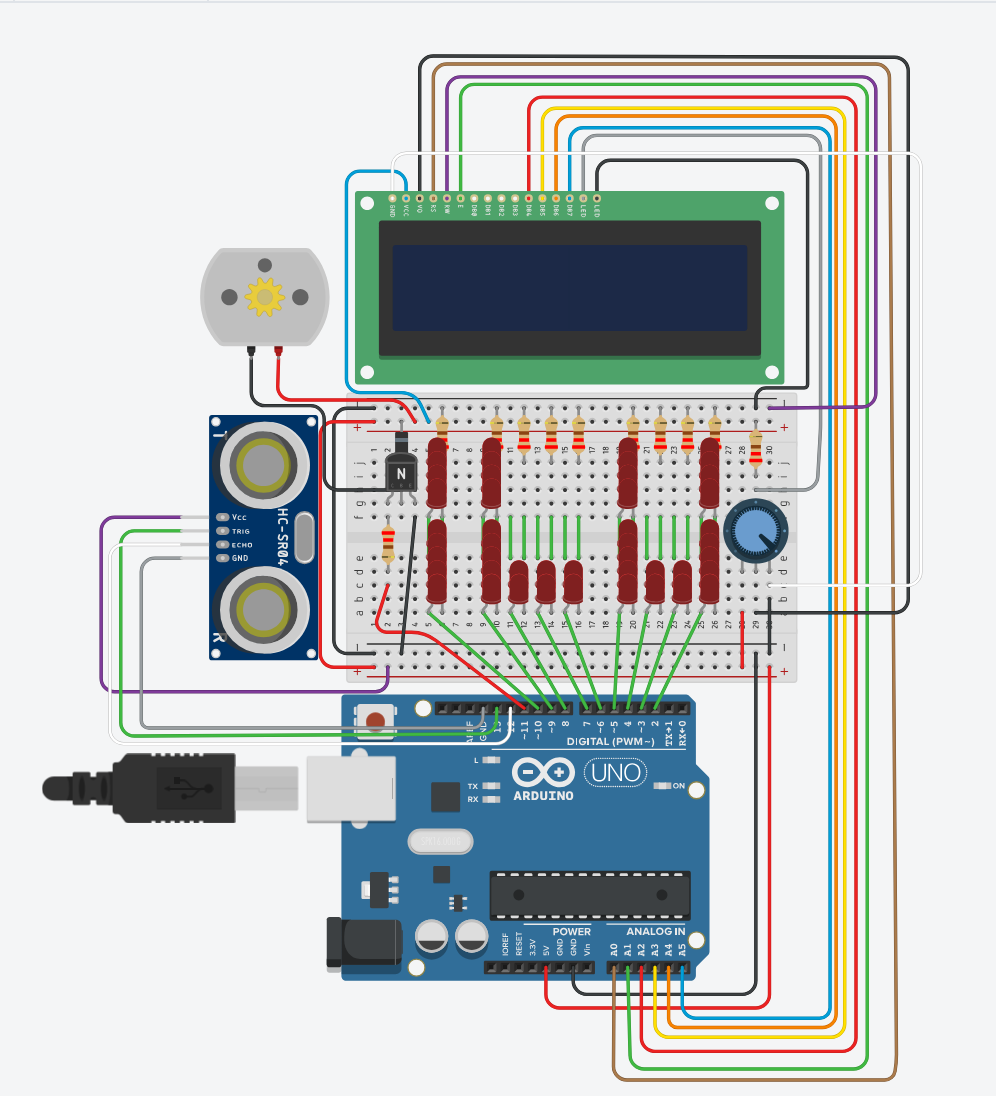 GND
VCC
VO
RS
RW
E
DB0
DB1
DB2
DB3
DB4
DB5
DB6
DB7
LED
LED
N
T
Vcc
TRIG
ECHO
GND
HC-SR04
R
AREF
GND
13
12
~11
~10
~9
8
7
~6
~5
4
~3
2
TX→1
RX←0
DIGITAL (PWM~)
L
TX
RX
UNO
ARDUINO
ON
POWER
ANALOG IN
IOREF
RESET
3.3V
5V
GND
GND
Vin
A0
A1
A2
A3
A4
A5